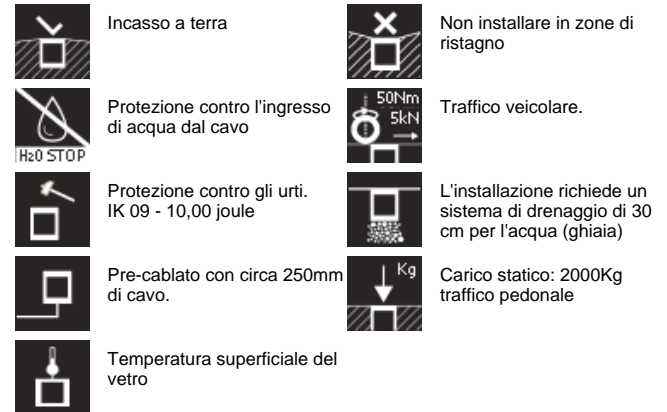 Incasso a terra
Non installare in zone di
ristagno
H20 STOP
Protezione contro l'ingresso
di acqua dal cavo
50Nm
5kN
Traffico veicolare.
Protezione contro gli urti.
IK 09 - 10,00 joule
L'installazione richiede un
sistema di drenaggio di 30
cm per l'acqua (ghiaia)
Pre-cablato con circa 250mm
di cavo.
Kg
Carico statico: 2000Kg
traffico pedonale
Temperatura superficiale del
vetro